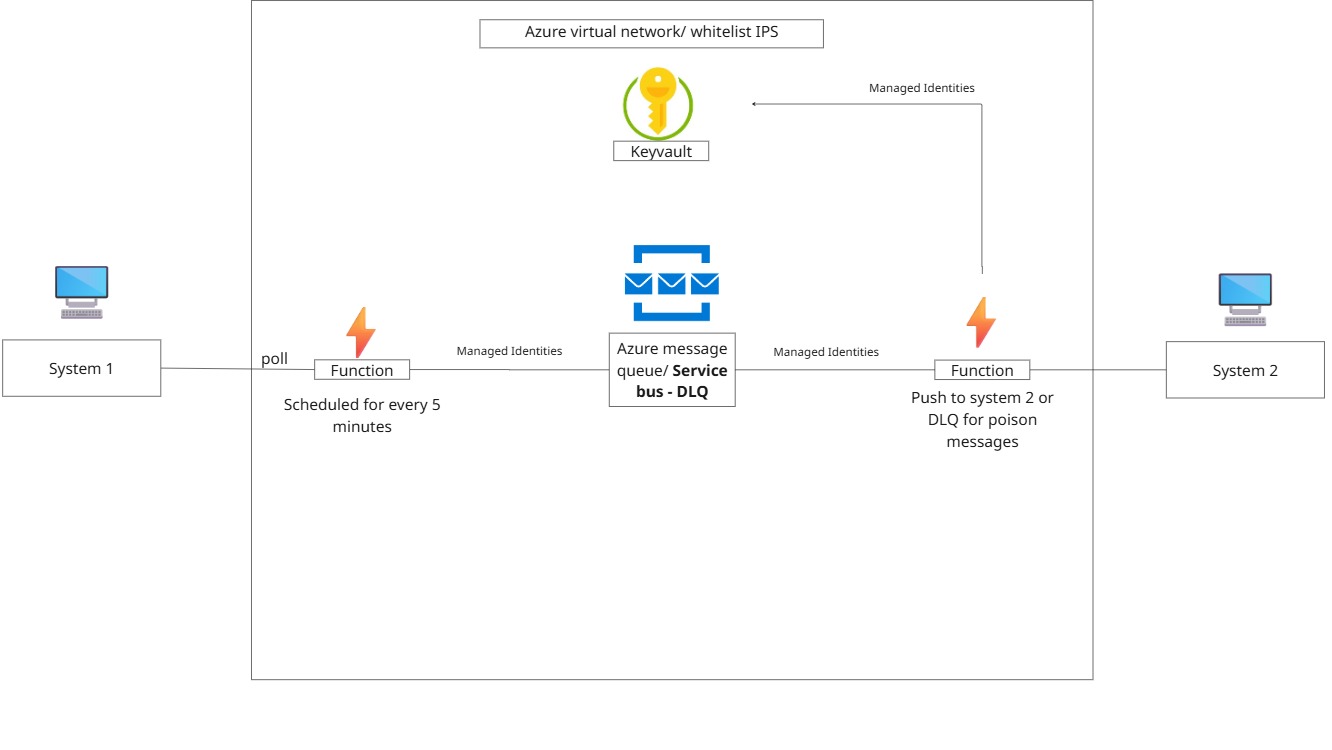 Azure virtual network/ whitelist IPS
Managed Identities
Keyvault
System 1
poll
Function
Scheduled for every 5
minutes
Managed Identities
Azure message
queue/ Service
bus - DLQ
Managed Identities
Function
Push to system 2 or
DLQ for poison
messages
System 2